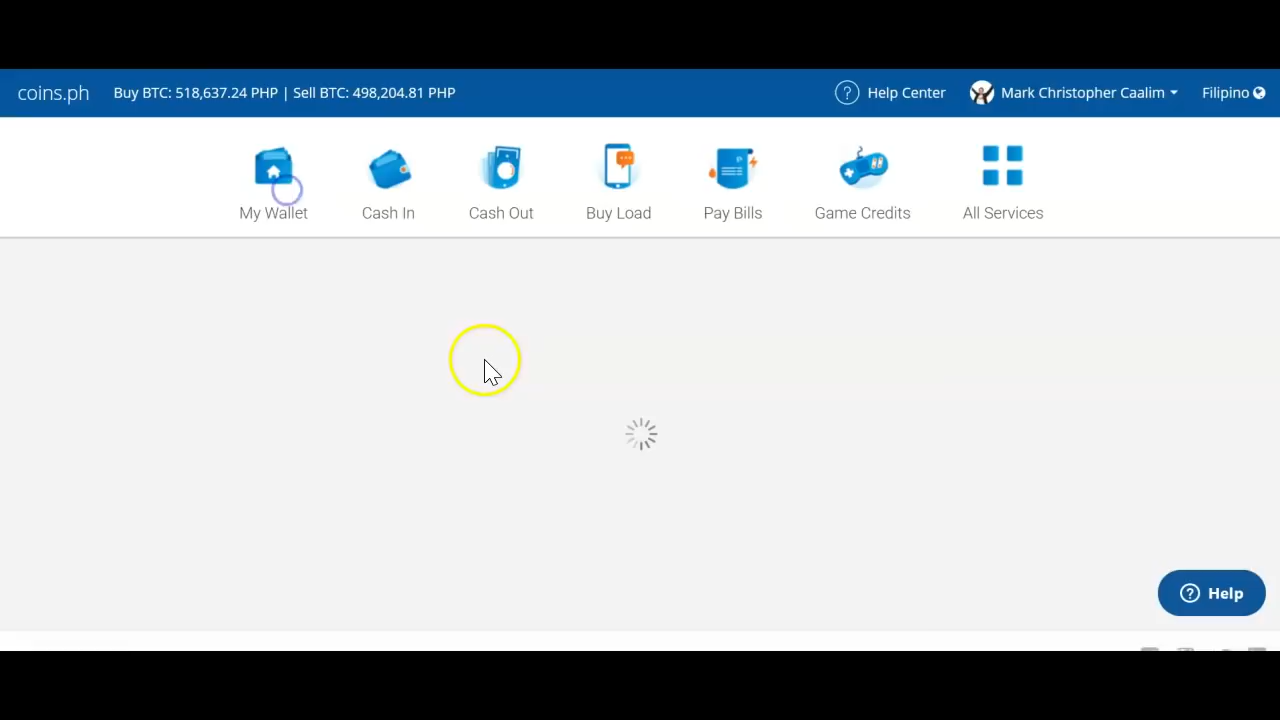 coins.ph Buy BTC: 518,637.24 PHP | Sell BTC: 498,204.81 PHP ? Help Center Mark Christopher Caalim Filipino
My Wallet Cash In Cash Out Buy Load Pay Bills Game Credits All Services
? Help